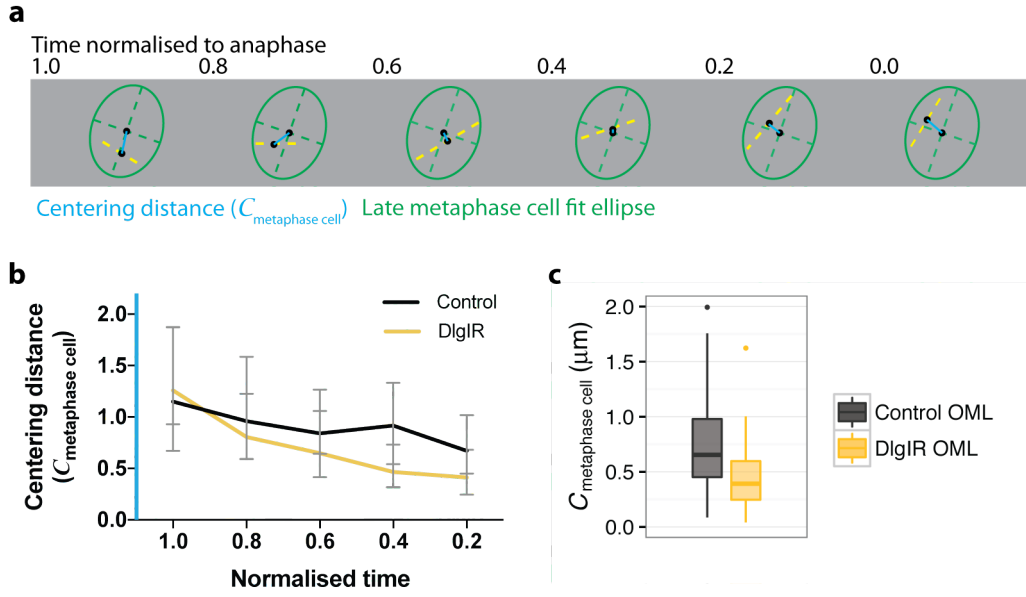 a
Time normalised to anaphase
1.0 0.8 0.6 0.4 0.2 0.0
Centering distance (C metaphase cell) Late metaphase cell fit ellipse
b
Centering distance
(C metaphase cell)
2.0
1.5
1.0
0.5
0.0
1.0 0.8 0.6 0.4 0.2
Normalised time
Control
DlgIR
c
C metaphase cell (μm)
2.0
1.5
1.0
0.5
0.0
Control OML
DlgIR OML